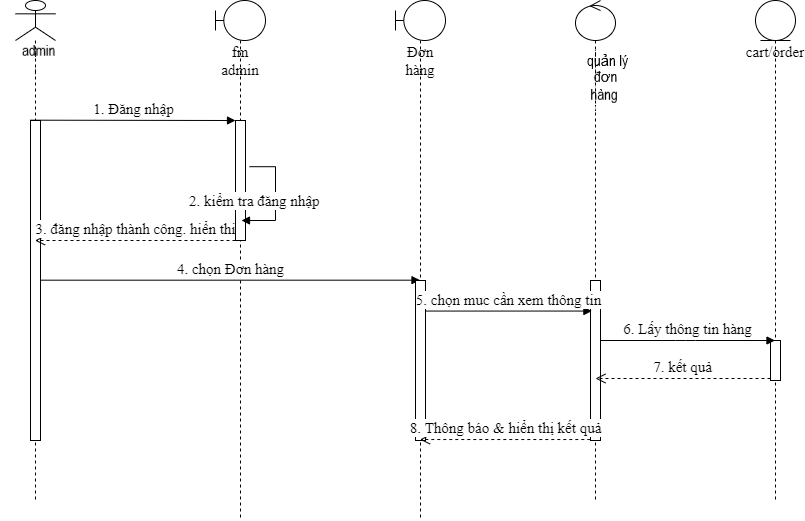 admin
fm
admin
Đơn
hàng
quản lý
đơn
hàng
cart/order
1. Đăng nhập
2. kiểm tra đăng nhập
3. đăng nhập thành công. hiển thi
4. chọn Đơn hàng
5. chọn muc cần xem thông tin
6. Lấy thông tin hàng
7. kết quả
8. Thông báo & hiển thị kết quả